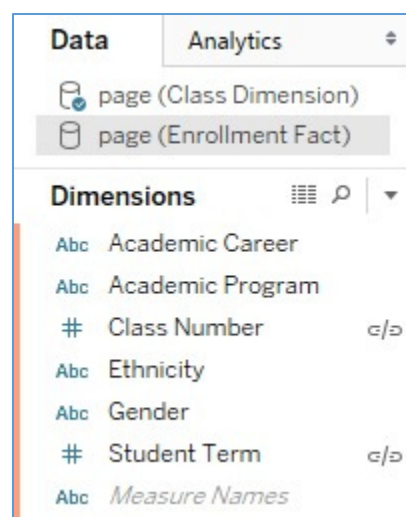 Data Analytics
page (Class Dimension)
page (Enrollment Fact)
Dimensions
Abc Academic Career
Abc Academic Program
# Class Number
Abc Ethnicity
Abc Gender
# Student Term
Abc Measure Names